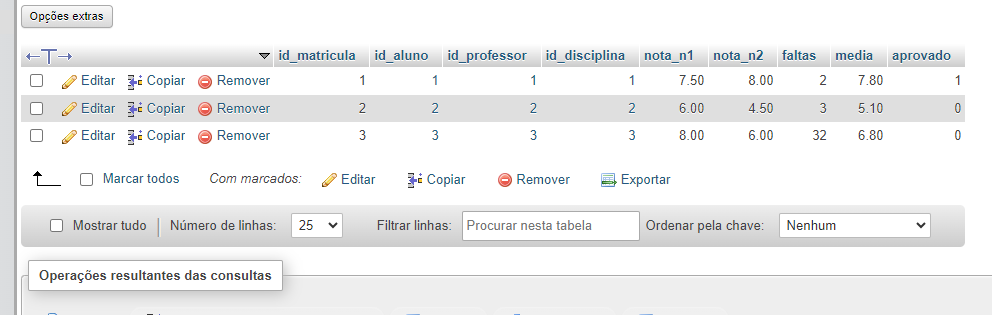 Opções extras
id_matricula id_aluno id_professor id_disciplina nota_n1 nota_n2 faltas media aprovado
Editar Copiar Remover 1 1 1 1 7.50 8.00 2 7.80 1
Editar Copiar Remover 2 2 2 2 6.00 4.50 3 5.10 0
Editar Copiar Remover 3 3 3 3 8.00 6.00 32 6.80 0
Marcar todos Com marcados: Editar Copiar Remover Exportar
Mostrar tudo Número de linhas: 25 Filtrar linhas: Procurar nesta tabela Ordenar pela chave: Nenhum
Operações resultantes das consultas